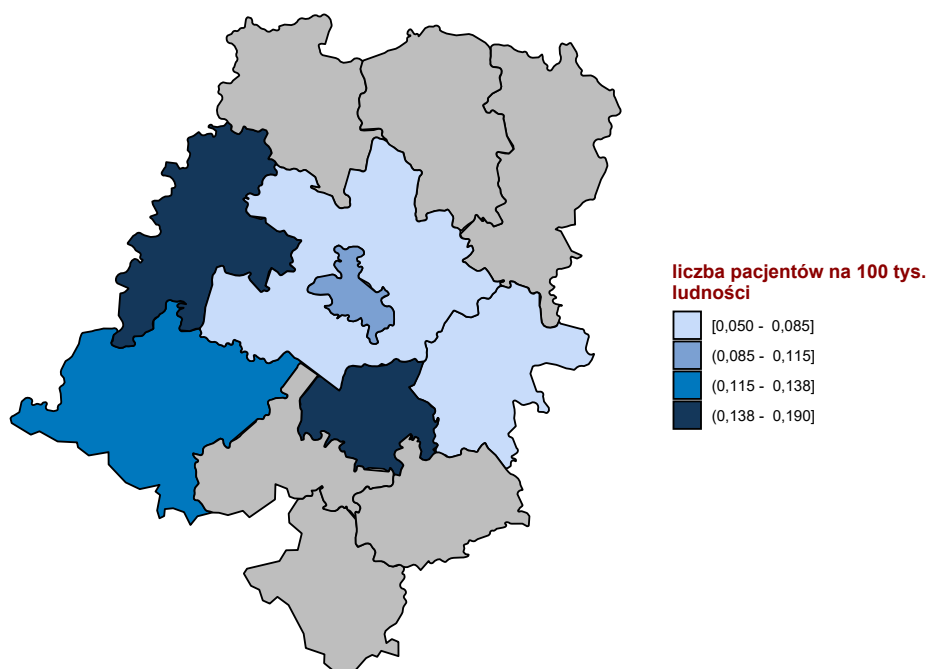 liczba pacjentów na 100 tys.
ludności
[0,050 - 0,085]
(0,085 - 0,115]
(0,115 - 0,138]
(0,138 - 0,190]